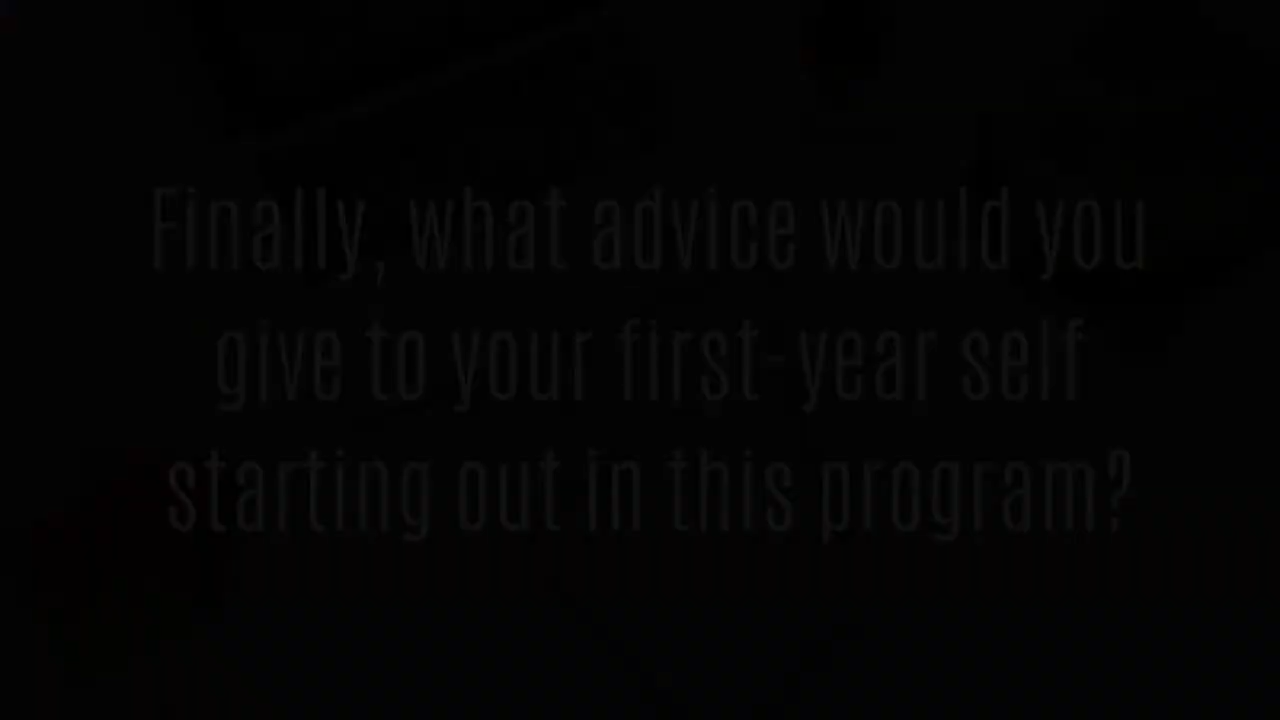 Finally, what advice would you
give to your first-year self
starting out in this program?